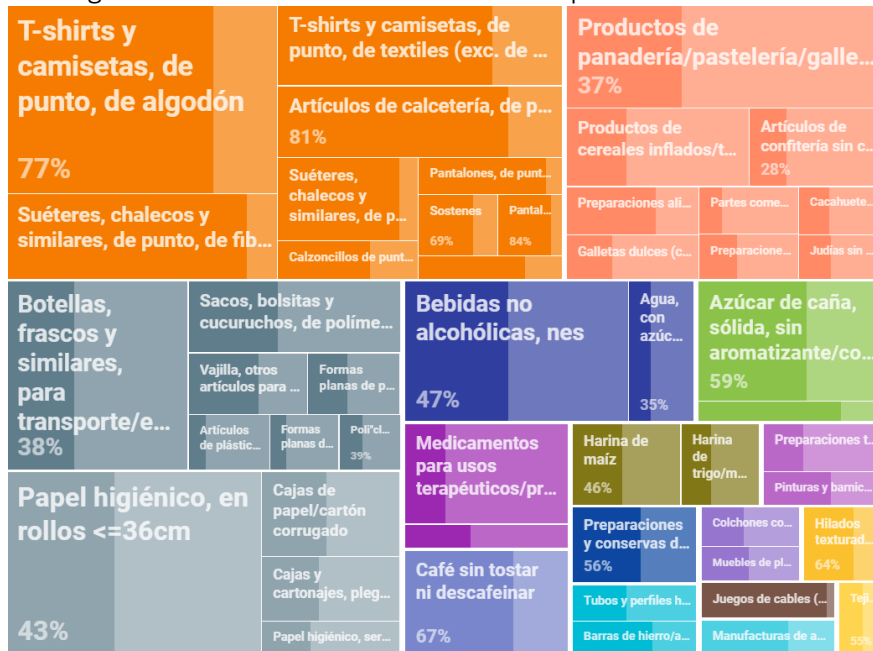 T-shirts y
camisetas, de
punto, de algodón
77%
Suéteres, chalecos y
similares, de punto, de fib...
T-shirts y camisetas, de
punto, de textiles (exc. de ...
Artículos de calcetería, de p...
81%
Suéteres,
chalecos y
similares, de p...
Calzoncillos de punt...
Pantalones, de punt...
Sostenes
69%
Pantal...
84%
Productos de
panadería/pastelería/galle...
37%
Productos de
cereales inflados/t...
Artículos de
confitería sin c...
28%
Preparaciones ali...
Partes come...
Cacahuete...
Galletas dulces (c...
Preparacione...
Judías sin ...
Botellas,
frascos y
similares,
para
transporte/e...
38%
Sacos, bolsitas y
cucuruchos, de políme...
Vajilla, otros
artículos para ...
Formas
planas de p...
Artículos
de plástic...
Formas
planas d...
Poli"cl...
39%
Papel higiénico, en
rollos <=36cm
43%
Cajas de
papel/cartón
corrugado
Cajas y
cartonajes, pleg...
Papel higiénico, ser...
Bebidas no
alcohólicas, nes
47%
Agua,
con
azúc...
35%
Azúcar de caña,
sólida, sin
aromatizante/co...
59%
Medicamentos
para usos
terapéuticos/pr...
Café sin tostar
ni descafeinar
67%
Harina de
maíz
46%
Harina
de
trigo/m...
Preparaciones t...
Pinturas y barnic...
Preparaciones
y conservas d...
56%
Colchones co...
Muebles de pl...
Hilados
texturad...
64%
Tubos y perfiles h...
Barras de hierro/a...
Juegos de cables (...
Manufacturas de a...
Teji...
55%